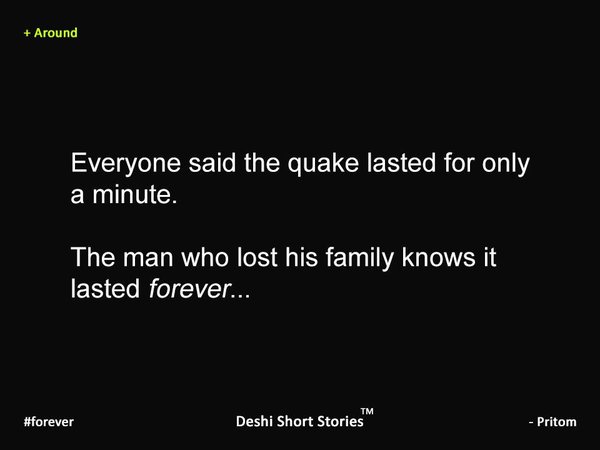 + Around
Everyone said the quake lasted for only
a minute.
The man who lost his family knows it
lasted forever...
#forever
Deshi Short Stories™
- Pritom